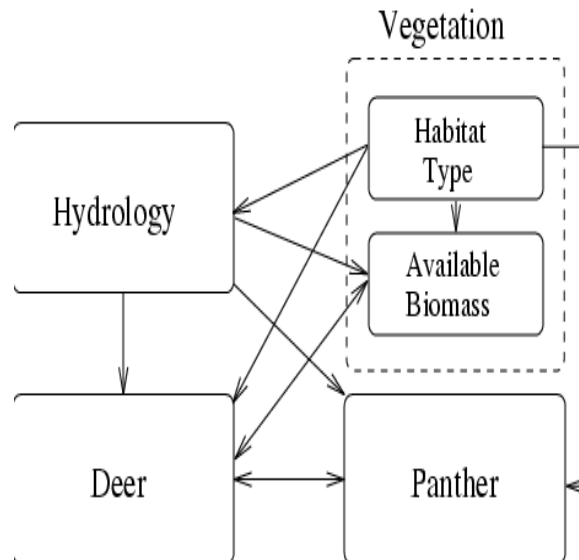 Vegetation
Habitat
Type
Hydrology
Available
Biomass
Deer
Panther